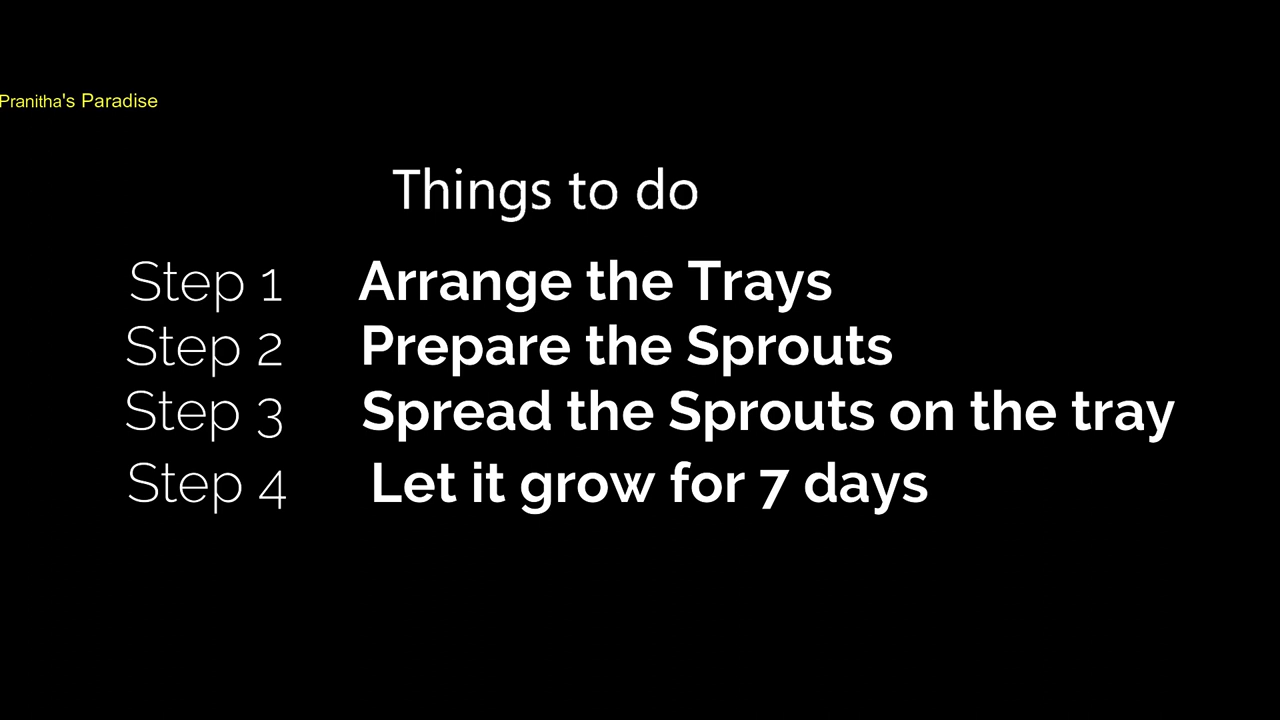 Pranitha's Paradise
Things to do
Step 1 Arrange the Trays
Step 2 Prepare the Sprouts
Step 3 Spread the Sprouts on the tray
Step 4 Let it grow for 7 days